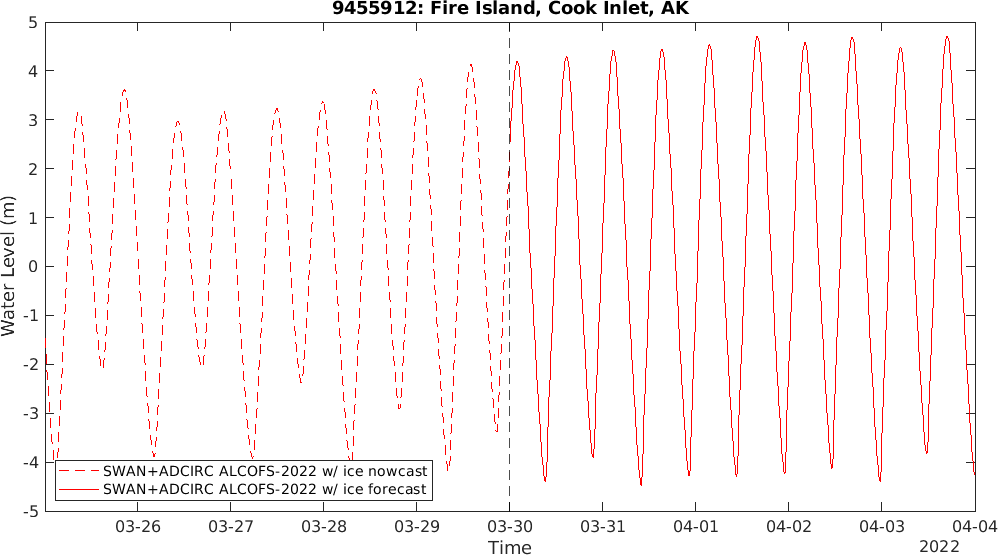 9455912: Fire Island, Cook Inlet, AK
Water Level (m)
5
4
3
2
1
0
-1
-2
-3
-4
-5
SWAN+ADCIRC ALCOFS-2022 w/ ice nowcast
SWAN+ADCIRC ALCOFS-2022 w/ ice forecast
03-26 03-27 03-28 03-29 03-30 03-31 04-01 04-02 04-03 04-04
Time
2022